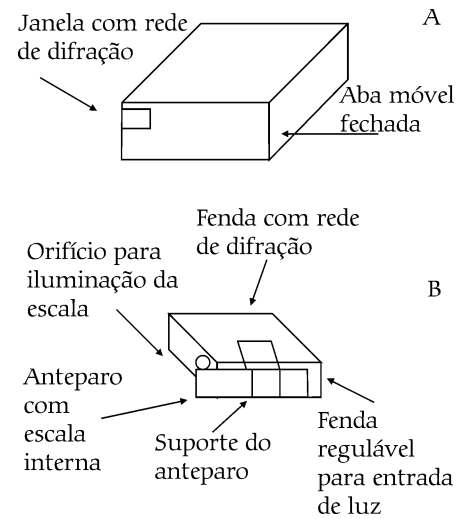 Janela com rede
de difração
A
Aba móvel
fechada
Fenda com rede
de difração
Orifício para
iluminação da
escala
B
Anteparo
com
escala
interna
Suporte do
anteparo
Fenda
regulável
para entrada
de luz